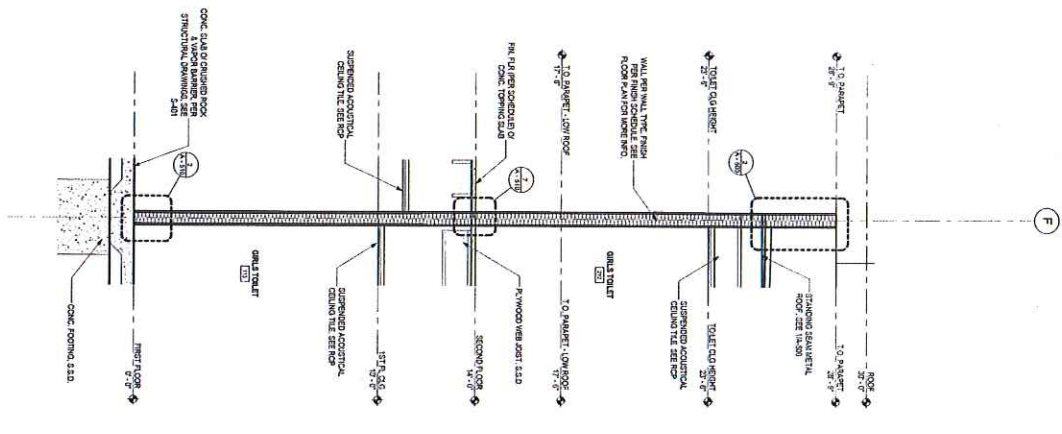 F
ROOF
30'-0"
T.O. PARAPET
T.O. PARAPET
2
STANDING SEAM METAL
ROOF, SEE
TOILET CLG HEIGHT
23'-6"
TOILET CLG HEIGHT
23'-6"
SUSPENDED ACOUSTICAL
CEILING TILE. SEE RCP
WALL PER WALL TYPE, FINISH
PER FINISH SCHEDULE. SEE
FLOOR PLAN FOR MORE INFO.
GIRLS TOILET
T.O. PARAPET - LOW ROOF
17'-6"
T.O. PARAPET - LOW ROOF
17'-6"
FIN. FLR (PER SCHEDULE) O/
CONC. TOPPING SLAB
7
PLYWOOD WEB JOIST, S.S.D
SECOND FLOOR
14'-0"
SUSPENDED ACOUSTICAL
CEILING TILE. SEE RCP
1ST FL CLG
10'-0"
SUSPENDED ACOUSTICAL
CEILING TILE. SEE RCP
GIRLS TOILET
113
2
CONC. SLAB O/ CRUSHED ROCK
& VAPOR BARRIER, PER
STRUCTURAL DRAWINGS, SEE
S-401
FIRST FLOOR
0'-0"
CONC. FOOTING, S.S.D.